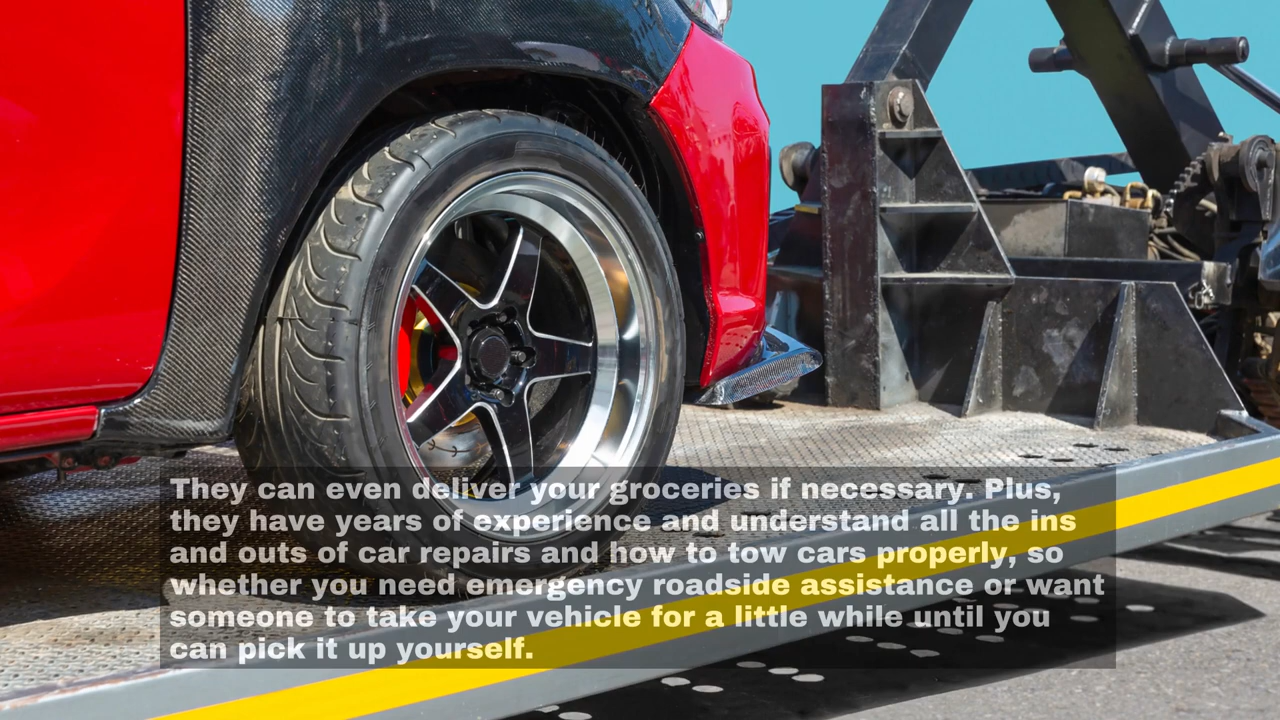 They can even deliver your groceries if necessary. Plus,
they have years of experience and understand all the ins
and outs of car repairs and how to tow cars properly, so
whether you need emergency roadside assistance or want
someone to take your vehicle for a little while until you
can pick it up yourself.